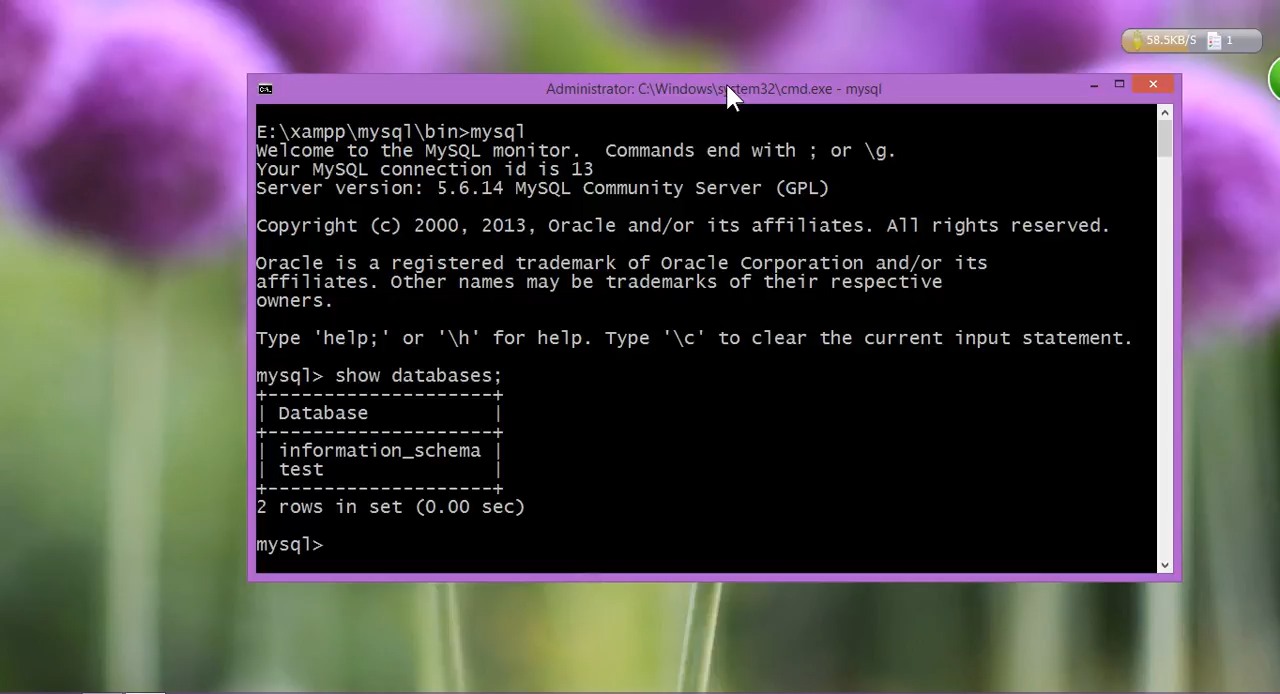 58.5KB/S 1
Administrator: C:\Windows\system32\cmd.exe - mysql
E:\xampp\mysql\bin>mysql
Welcome to the MySQL monitor.  Commands end with ; or \g.
Your MySQL connection id is 13
Server version: 5.6.14 MySQL Community Server (GPL)
Copyright (c) 2000, 2013, Oracle and/or its affiliates. All rights reserved.
Oracle is a registered trademark of Oracle Corporation and/or its
affiliates. Other names may be trademarks of their respective
owners.
Type 'help;' or '\h' for help. Type '\c' to clear the current input statement.
mysql> show databases;
+--------------------+
| Database           |
+--------------------+
| information_schema |
| test               |
+--------------------+
2 rows in set (0.00 sec)
mysql>